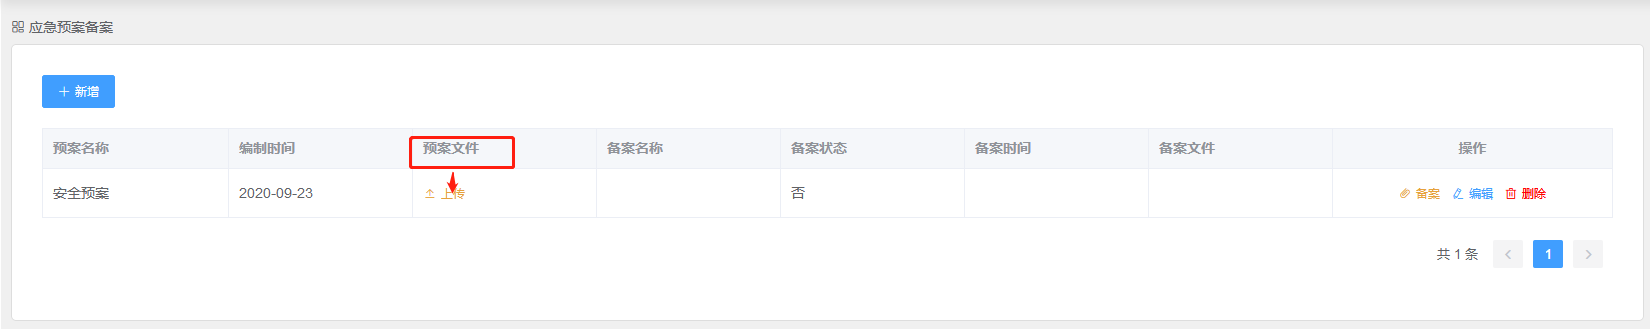 应急预案备案
新增
预案名称 编制时间 预案文件 备案名称 备案状态 备案时间 备案文件 操作
安全预案 2020-09-23 上传 否 备案 编辑 删除
共 1 条 1